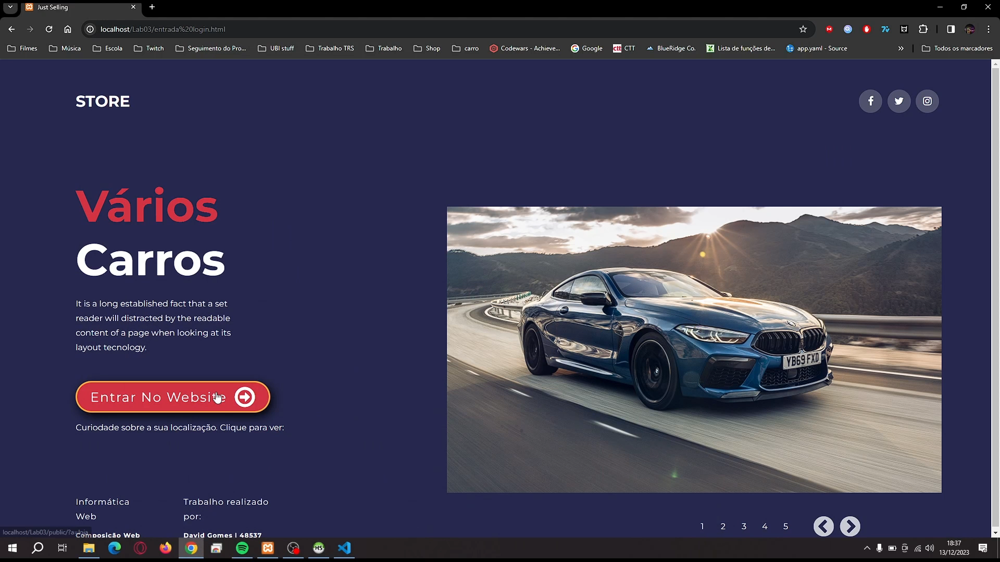 Just Selling
localhost/Lab03/entrada%20login.html
Filmes
Música
Escola
Twitch
Seguimento do Pro...
UBI stuff
Trabalho TRS
Trabalho
Shop
carro
Codewars - Achieve...
Google
CTT
BlueRidge Co.
Lista de funções de...
app.yaml - Source
»
Todos os marcadores
STORE
Vários
Carros
It is a long established fact that a set
reader will distracted by the readable
content of a page when looking at its
layout tecnology.
Entrar No Website
Curiodade sobre a sua localização. Clique para ver:
YB69 FXD
Informática
Web
Trabalho realizado
por:
Composição Web
David Gomes | 48537
1 2 3 4 5
localhost/Lab03/public/?a=loja
18:37
13/12/2023